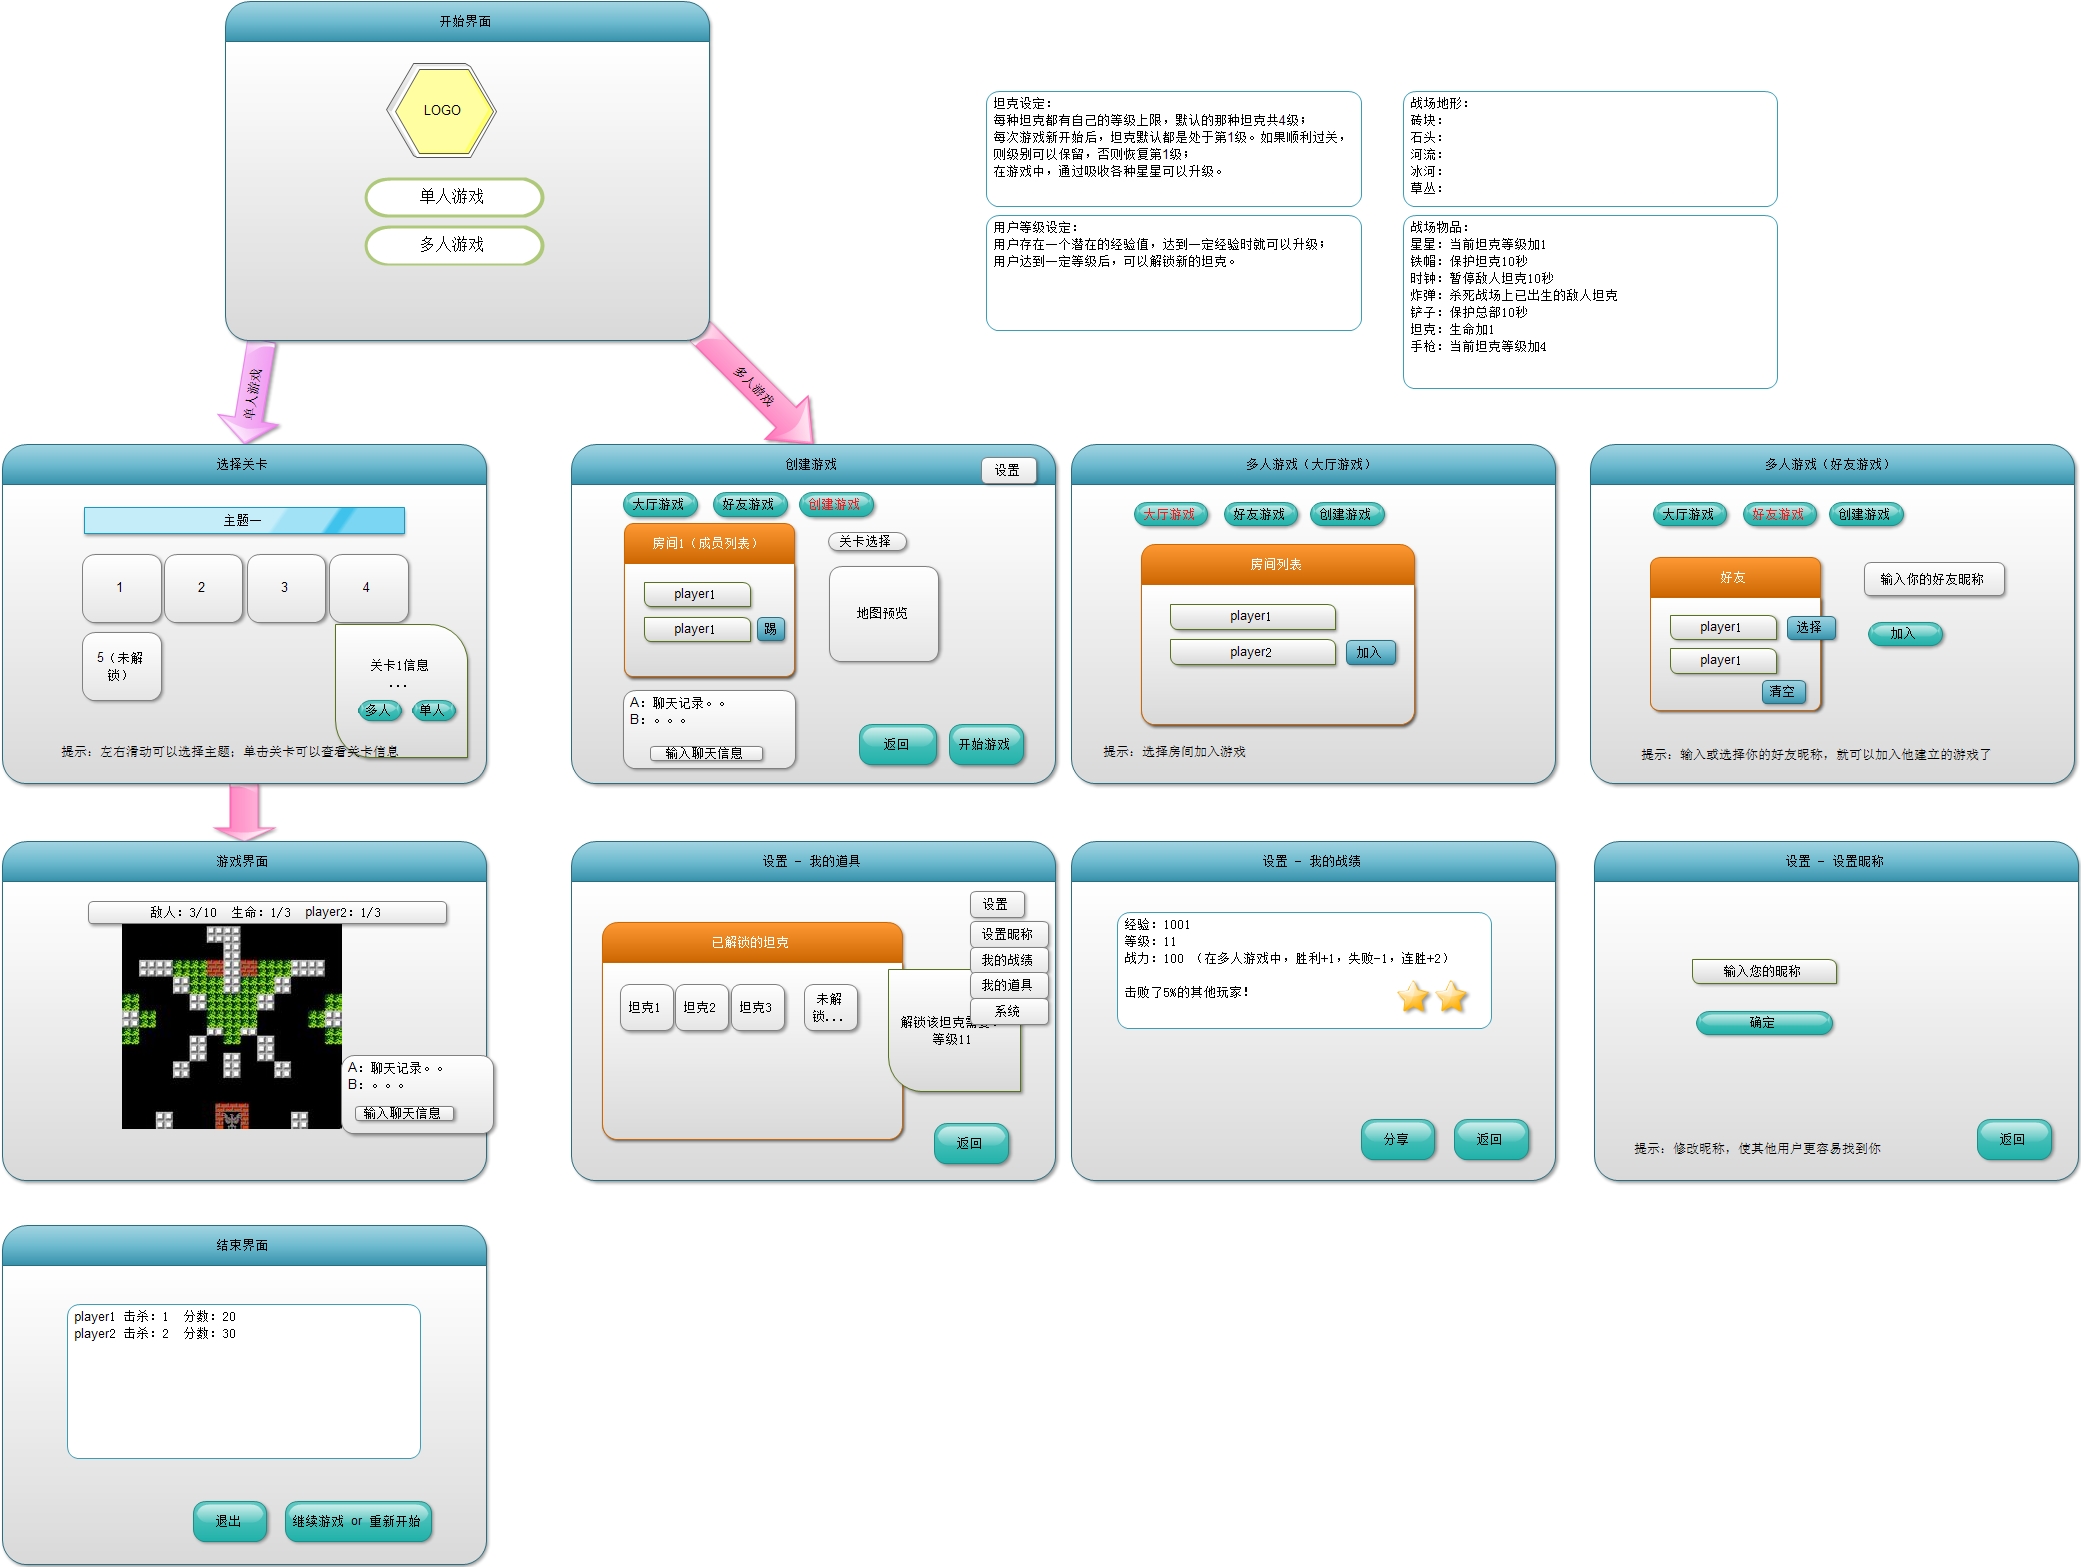 开始界面
LOGO
单人游戏
多人游戏
坦克设定：
每种坦克都有自己的等级上限，默认的那种坦克共4级；
每次游戏新开始后，坦克默认都是处于第1级。如果顺利过关，
则级别可以保留，否则恢复第1级；
在游戏中，通过吸收各种星星可以升级。
战场地形：
砖块：
石头：
河流：
冰河：
草丛：
用户等级设定：
用户存在一个潜在的经验值，达到一定经验时就可以升级；
用户达到一定等级后，可以解锁新的坦克。
战场物品：
星星：当前坦克等级加1
铁帽：保护坦克10秒
时钟：暂停敌人坦克10秒
炸弹：杀死战场上已出生的敌人坦克
铲子：保护总部10秒
坦克：生命加1
手枪：当前坦克等级加4
单人游戏
多人游戏
选择关卡
主题一
1
2
3
4
5（未解
锁）
关卡1信息
...
多人
单人
提示：左右滑动可以选择主题；单击关卡可以查看关卡信息
创建游戏
设置
大厅游戏
好友游戏
创建游戏
房间1（成员列表）
player1
player1
踢
关卡选择
地图预览
A：聊天记录。。
B：。。。
输入聊天信息
返回
开始游戏
多人游戏（大厅游戏）
大厅游戏
好友游戏
创建游戏
房间列表
player1
player2
加入
提示：选择房间加入游戏
多人游戏（好友游戏）
大厅游戏
好友游戏
创建游戏
好友
player1
选择
player1
清空
输入你的好友昵称
加入
提示：输入或选择你的好友昵称，就可以加入他建立的游戏了
游戏界面
敌人：3/10 生命：1/3 player2：1/3
A：聊天记录。。
B：。。。
输入聊天信息
设置 - 我的道具
设置
设置昵称
我的战绩
我的道具
系统
已解锁的坦克
坦克1
坦克2
坦克3
未解
锁...
解锁该坦克需
等级11
返回
设置 - 我的战绩
经验：1001
等级：11
战力：100 （在多人游戏中，胜利+1，失败-1，连胜+2）
击败了5%的其他玩家！
分享
返回
设置 - 设置昵称
输入您的昵称
确定
提示：修改昵称，使其他用户更容易找到你
返回
结束界面
player1 击杀：1 分数：20
player2 击杀：2 分数：30
退出
继续游戏 or 重新开始